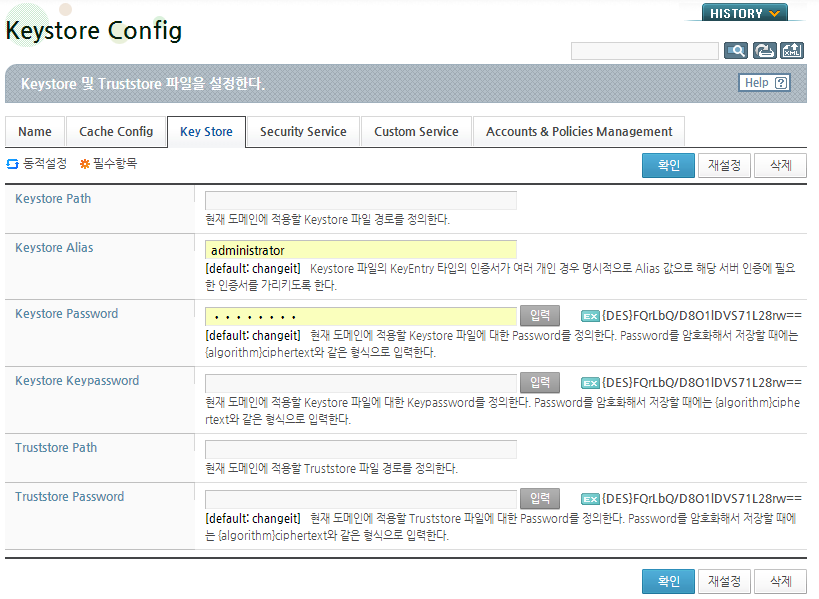 HISTORY
Keystore Config
XML
Keystore 및 Truststore 파일을 설정한다.
Help ?
Name
Cache Config
Key Store
Security Service
Custom Service
Accounts & Policies Management
동적설정 필수항목
확인 재설정 삭제
Keystore Path
현재 도메인에 적용할 Keystore 파일 경로를 정의한다.
Keystore Alias
administrator
[default: changeit] Keystore 파일의 KeyEntry 타입의 인증서가 여러 개인 경우 명시적으로 Alias 값으로 해당 서버 인증에 필요
한 인증서를 가리키도록 한다.
Keystore Password
입력 EX {DES}FQrLbQ/D8O1lDVS71L28rw==
[default: changeit] 현재 도메인에 적용할 Keystore 파일에 대한 Password를 정의한다. Password를 암호화해서 저장할 때에는
{algorithm}ciphertext와 같은 형식으로 입력한다.
Keystore Keypassword
입력 EX {DES}FQrLbQ/D8O1lDVS71L28rw==
현재 도메인에 적용할 Keystore 파일에 대한 Keypassword를 정의한다. Password를 암호화해서 저장할 때에는 {algorithm}ciphe
rtext와 같은 형식으로 입력한다.
Truststore Path
현재 도메인에 적용할 Truststore 파일 경로를 정의한다.
Truststore Password
입력 EX {DES}FQrLbQ/D8O1lDVS71L28rw==
[default: changeit] 현재 도메인에 적용할 Truststore 파일에 대한 Password를 정의한다. Password를 암호화해서 저장할 때에
는 {algorithm}ciphertext와 같은 형식으로 입력한다.
확인 재설정 삭제